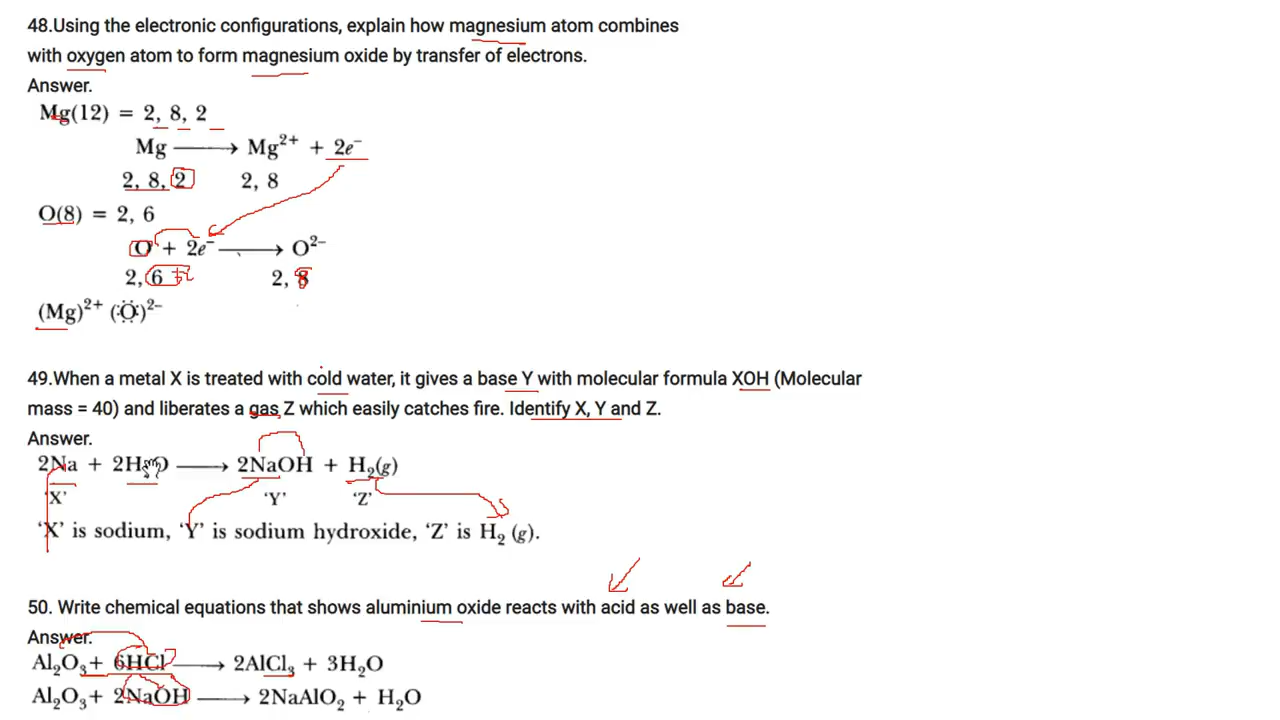 48.Using the electronic configurations, explain how magnesium atom combines
with oxygen atom to form magnesium oxide by transfer of electrons.
Answer.
Mg(12) = 2, 8, 2
Mg ⟶ Mg²⁺ + 2e⁻
2, 8, 2 2, 8
O(8) = 2, 6
O + 2e⁻ ⟶ O²⁻
2, 6 +2 2, 8
(Mg)²⁺ (:Ö:)²⁻
49.When a metal X is treated with cold water, it gives a base Y with molecular formula XOH (Molecular
mass = 40) and liberates a gas Z which easily catches fire. Identify X, Y and Z.
Answer.
2Na + 2H₂O ⟶ 2NaOH + H₂(g)
'X' 'Y' 'Z'
'X' is sodium, 'Y' is sodium hydroxide, 'Z' is H₂ (g).
50. Write chemical equations that shows aluminium oxide reacts with acid as well as base.
Answer.
Al₂O₃ + 6HCl ⟶ 2AlCl₃ + 3H₂O
Al₂O₃ + 2NaOH ⟶ 2NaAlO₂ + H₂O